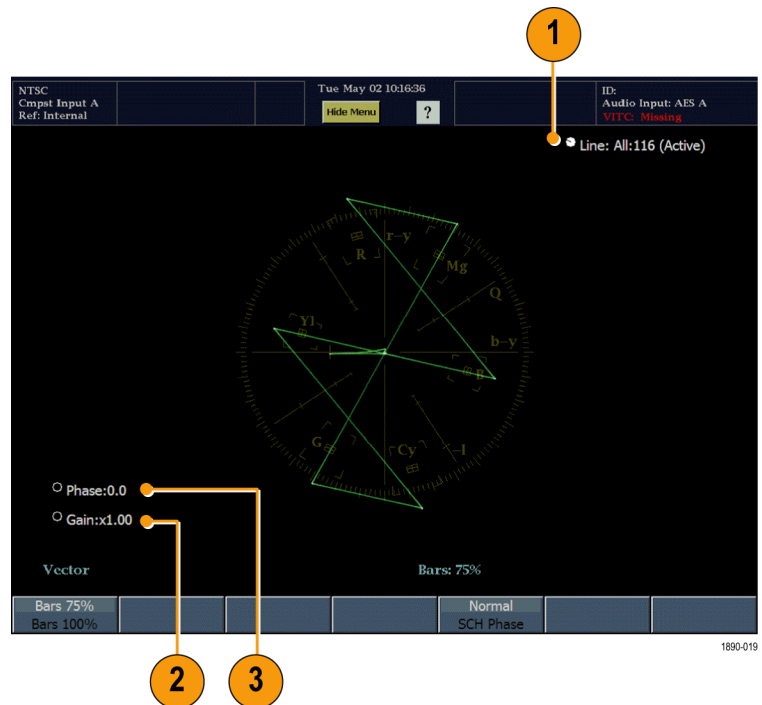 1
NTSC
Cmpst Input A
Ref: Internal
Tue May 02 10:16:36
Hide Menu
?
ID:
Audio Input: AES A
VITC: Missing
Line: All:116 (Active)
r-y
R
Mg
Q
Yl
b-y
B
G
Cy
-I
Phase:0.0
Gain:x1.00
Vector
Bars: 75%
Bars 75%
Bars 100%
Normal
SCH Phase
1890-019
2
3